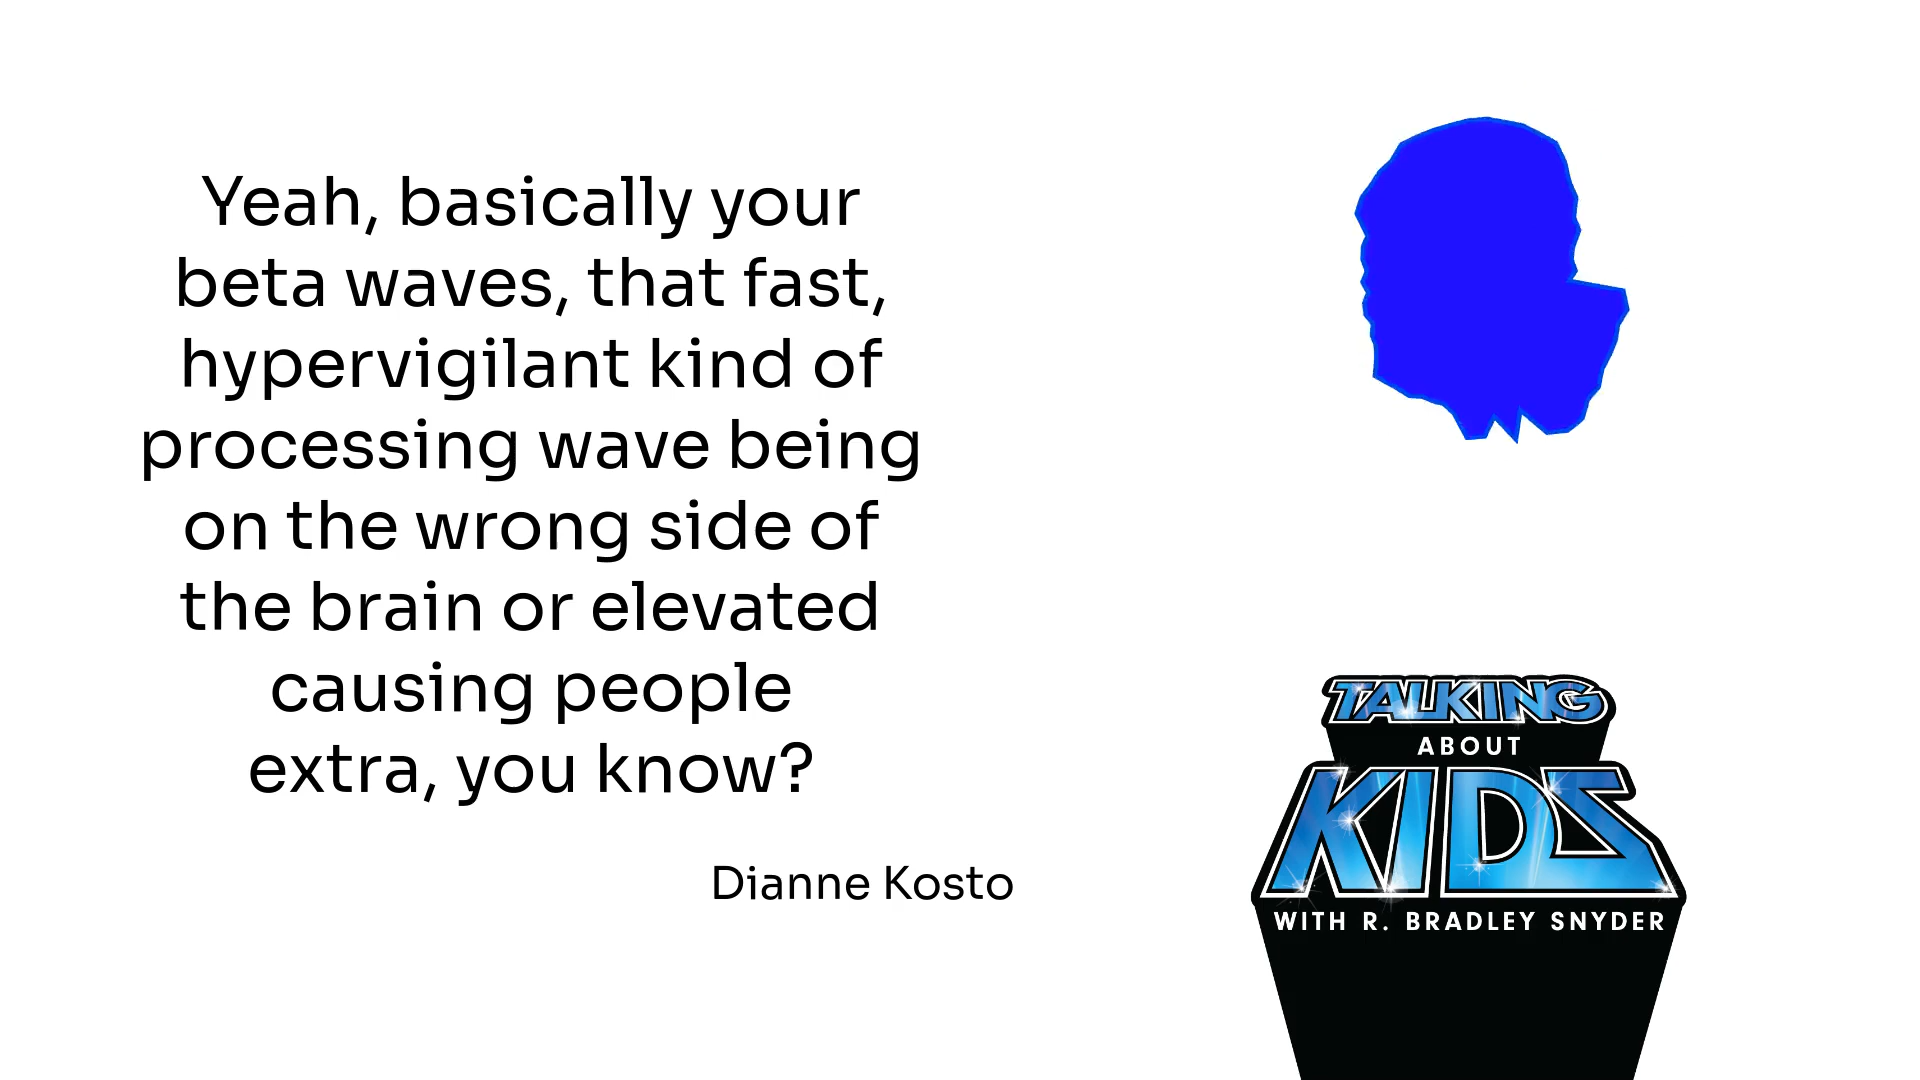 Yeah, basically your
beta waves, that fast,
hypervigilant kind of
processing wave being
on the wrong side of
the brain or elevated
causing people
extra, you know?
Dianne Kosto
TALKING
ABOUT
KIDS
WITH R. BRADLEY SNYDER